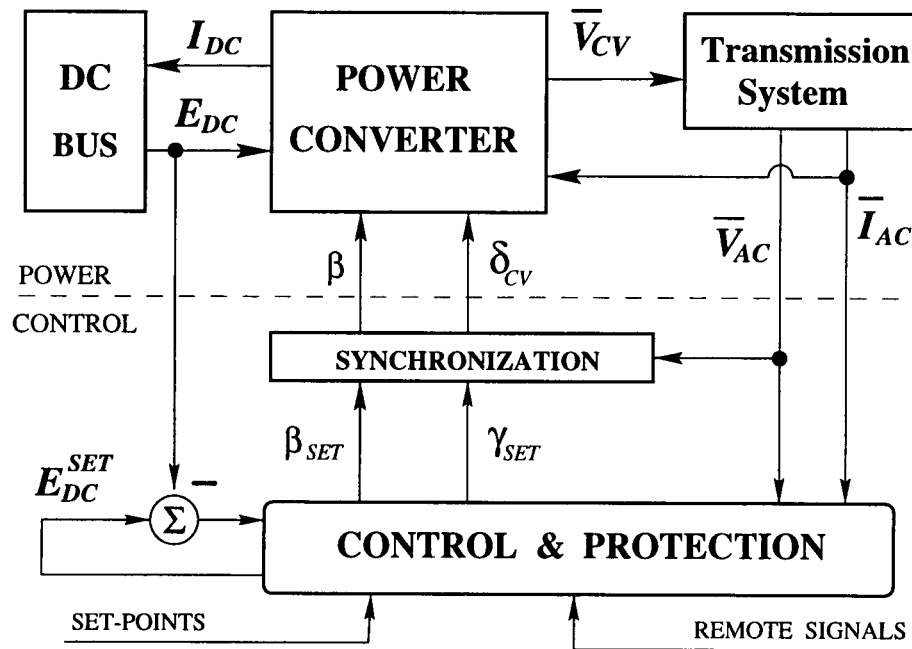 DC
BUS
I_DC
E_DC
POWER
CONVERTER
V̅_CV
Transmission
System
V̅_AC
I̅_AC
β
δ_CV
POWER
CONTROL
SYNCHRONIZATION
β_SET
γ_SET
E_DC^SET
−
Σ
CONTROL & PROTECTION
SET-POINTS
REMOTE SIGNALS